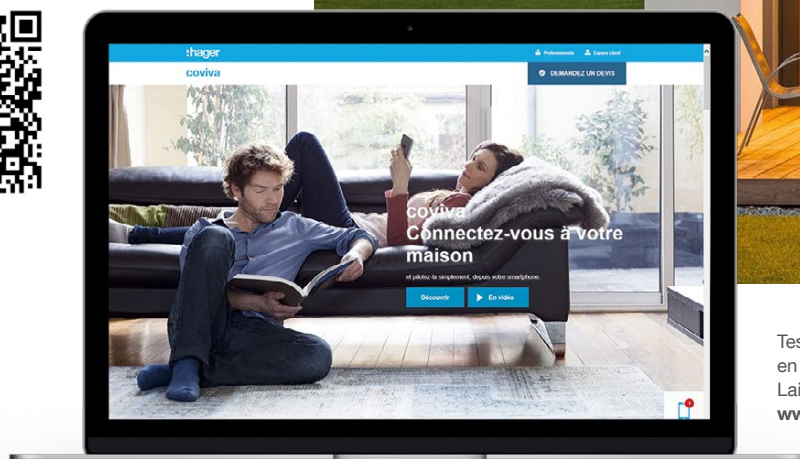 :hager
Professionnels Espace client
coviva
DEMANDEZ UN DEVIS
coviva
Connectez-vous à votre
maison
et pilotez-la simplement, depuis votre smartphone.
Découvrir En vidéo
Tes
en
Lai
ww